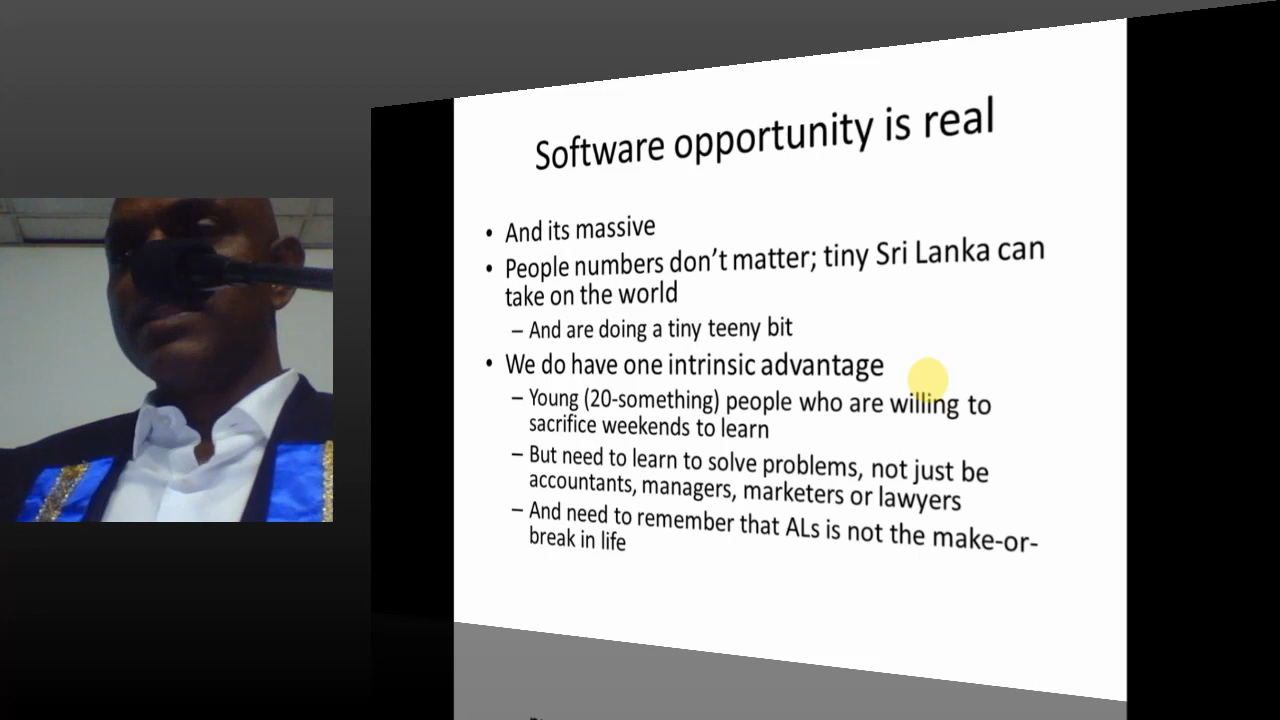 Software opportunity is real
• And its massive
• People numbers don't matter; tiny Sri Lanka can
take on the world
– And are doing a tiny teeny bit
• We do have one intrinsic advantage
– Young (20-something) people who are willing to
sacrifice weekends to learn
– But need to learn to solve problems, not just be
accountants, managers, marketers or lawyers
– And need to remember that ALs is not the make-or-
break in life